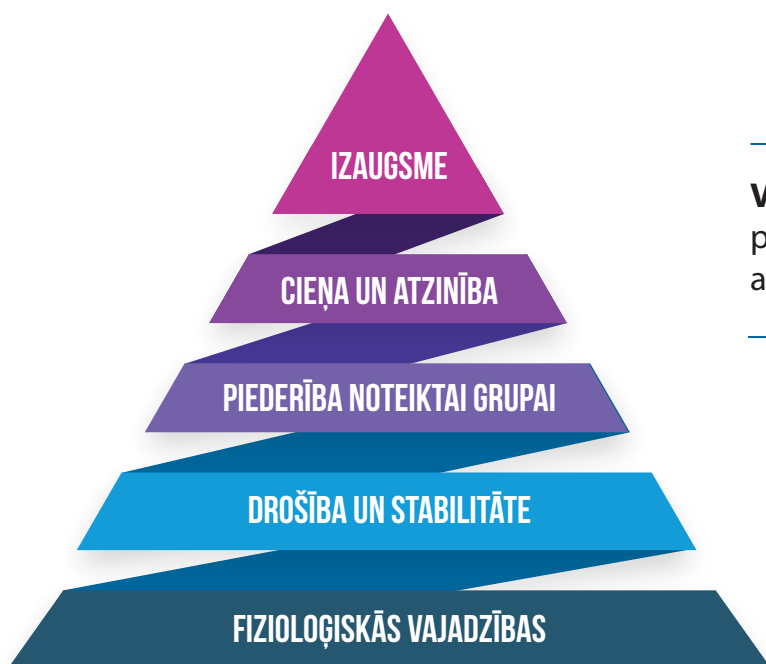 IZAUGSME
CIEŅA UN ATZINĪBA
PIEDERĪBA NOTEIKTAI GRUPAI
DROŠĪBA UN STABILITĀTE
FIZIOLOĢISKĀS VAJADZĪBAS